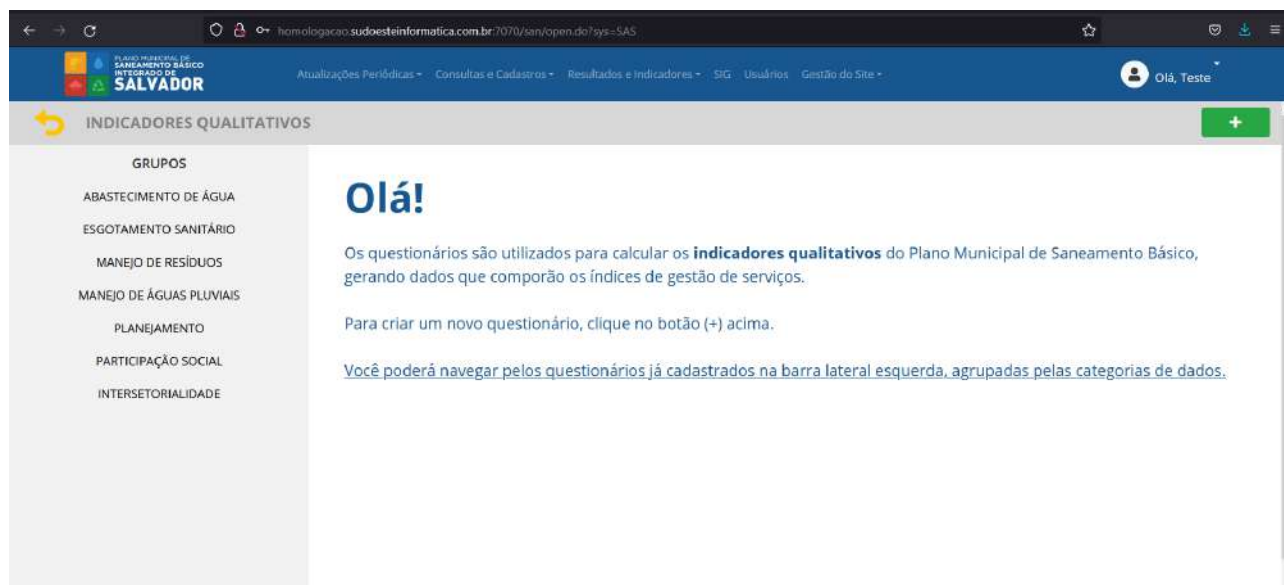 homologacao.sudoesteinformatica.com.br:7070/san/open.do?sys=SAS
PLANO MUNICIPAL DE
SANEAMENTO BÁSICO
INTEGRADO DE
SALVADOR
Atualizações Periódicas Consultas e Cadastros Resultados e Indicadores SIG Usuários Gestão do Site
Olá, Teste
INDICADORES QUALITATIVOS
+
GRUPOS
ABASTECIMENTO DE ÁGUA
ESGOTAMENTO SANITÁRIO
MANEJO DE RESÍDUOS
MANEJO DE ÁGUAS PLUVIAIS
PLANEJAMENTO
PARTICIPAÇÃO SOCIAL
INTERSETORIALIDADE
Olá!
Os questionários são utilizados para calcular os indicadores qualitativos do Plano Municipal de Saneamento Básico,
gerando dados que comporão os índices de gestão de serviços.
Para criar um novo questionário, clique no botão (+) acima.
Você poderá navegar pelos questionários já cadastrados na barra lateral esquerda, agrupadas pelas categorias de dados.